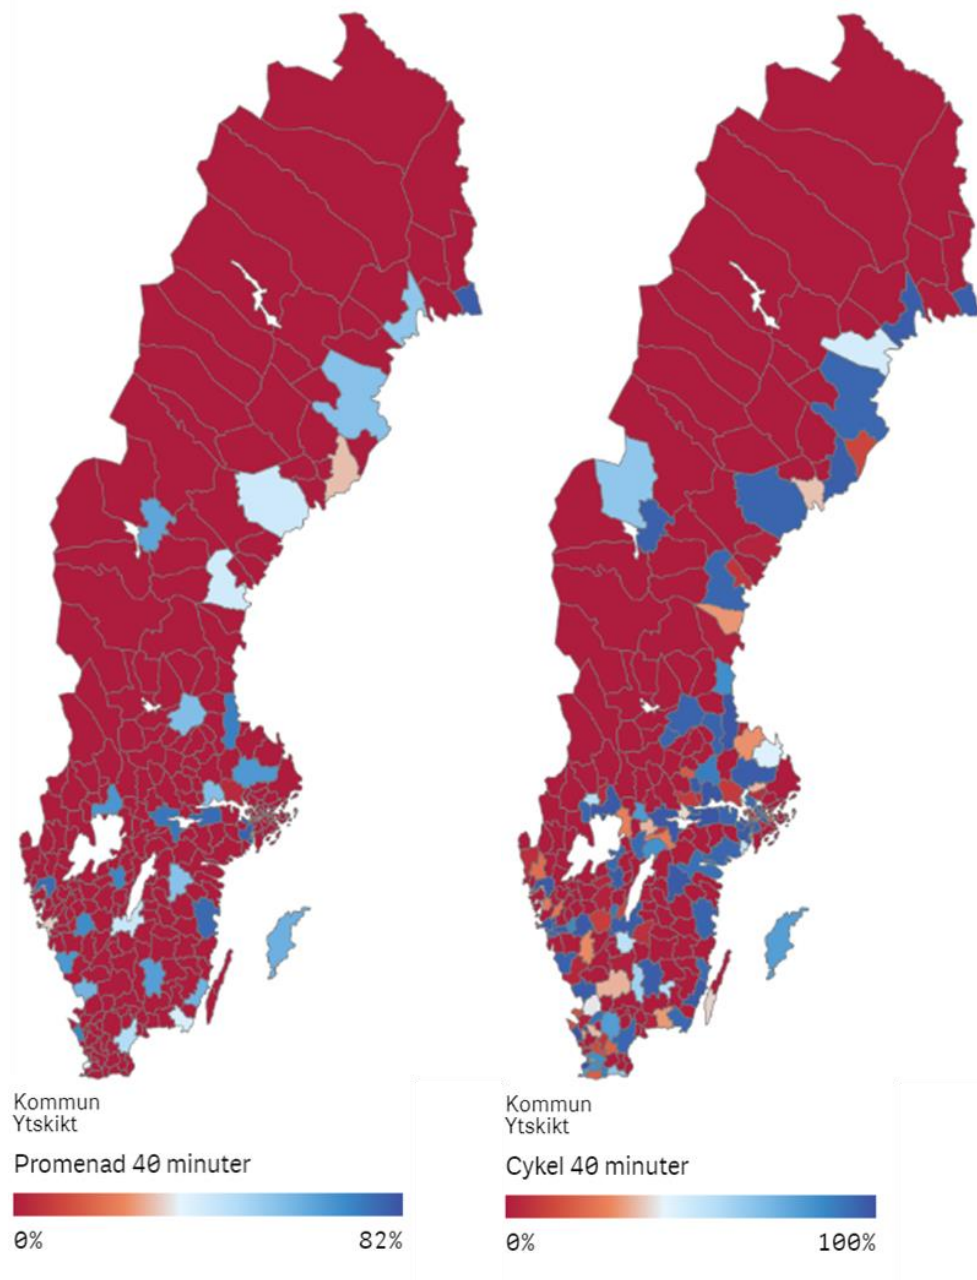 Kommun
Ytskikt
Promenad 40 minuter
0% 82%
Kommun
Ytskikt
Cykel 40 minuter
0% 100%